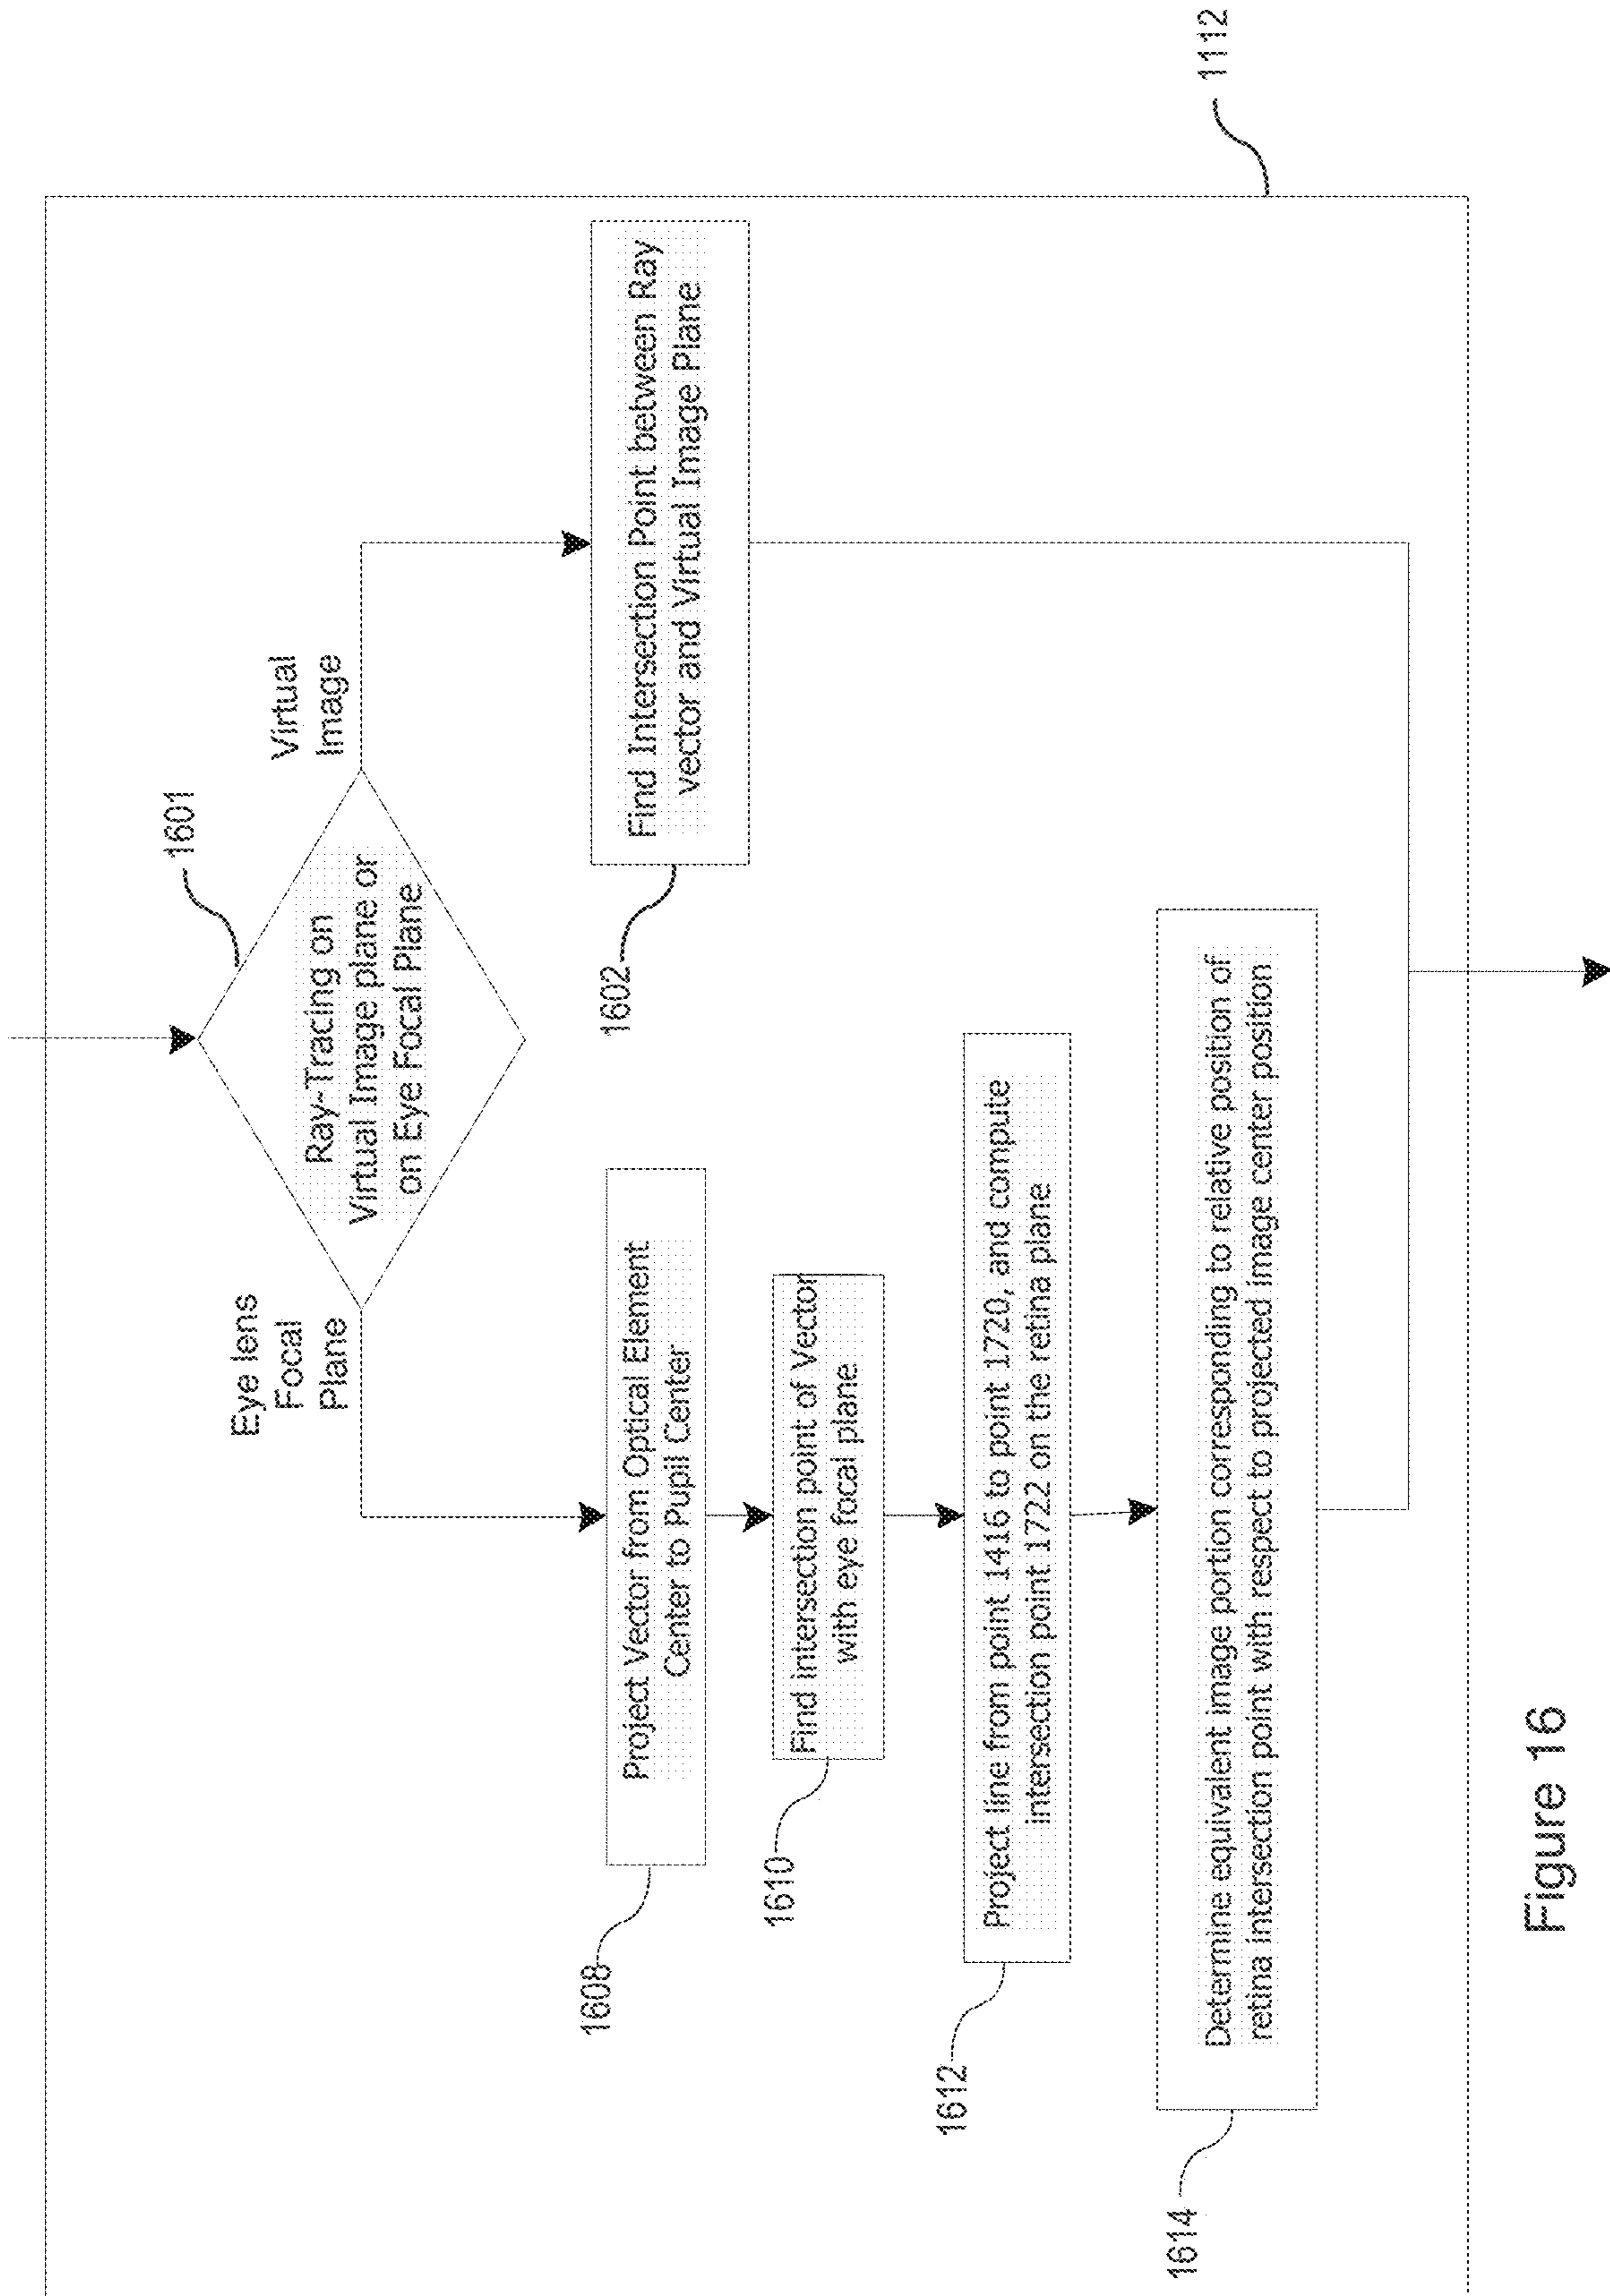 1601
Ray-Tracing on
Virtual Image plane or
on Eye Focal Plane
Eye lens
Focal
Plane
Virtual
Image
1602
Find Intersection Point between Ray
vector and Virtual Image Plane
1608
Project Vector from Optical Element
Center to Pupil Center
1610
Find intersection point of Vector
with eye focal plane
1612
Project line from point 1416 to point 1720, and compute
intersection point 1722 on the retina plane
1614
Determine equivalent image portion corresponding to relative position of
retina intersection point with respect to projected image center position
1112
Figure 16